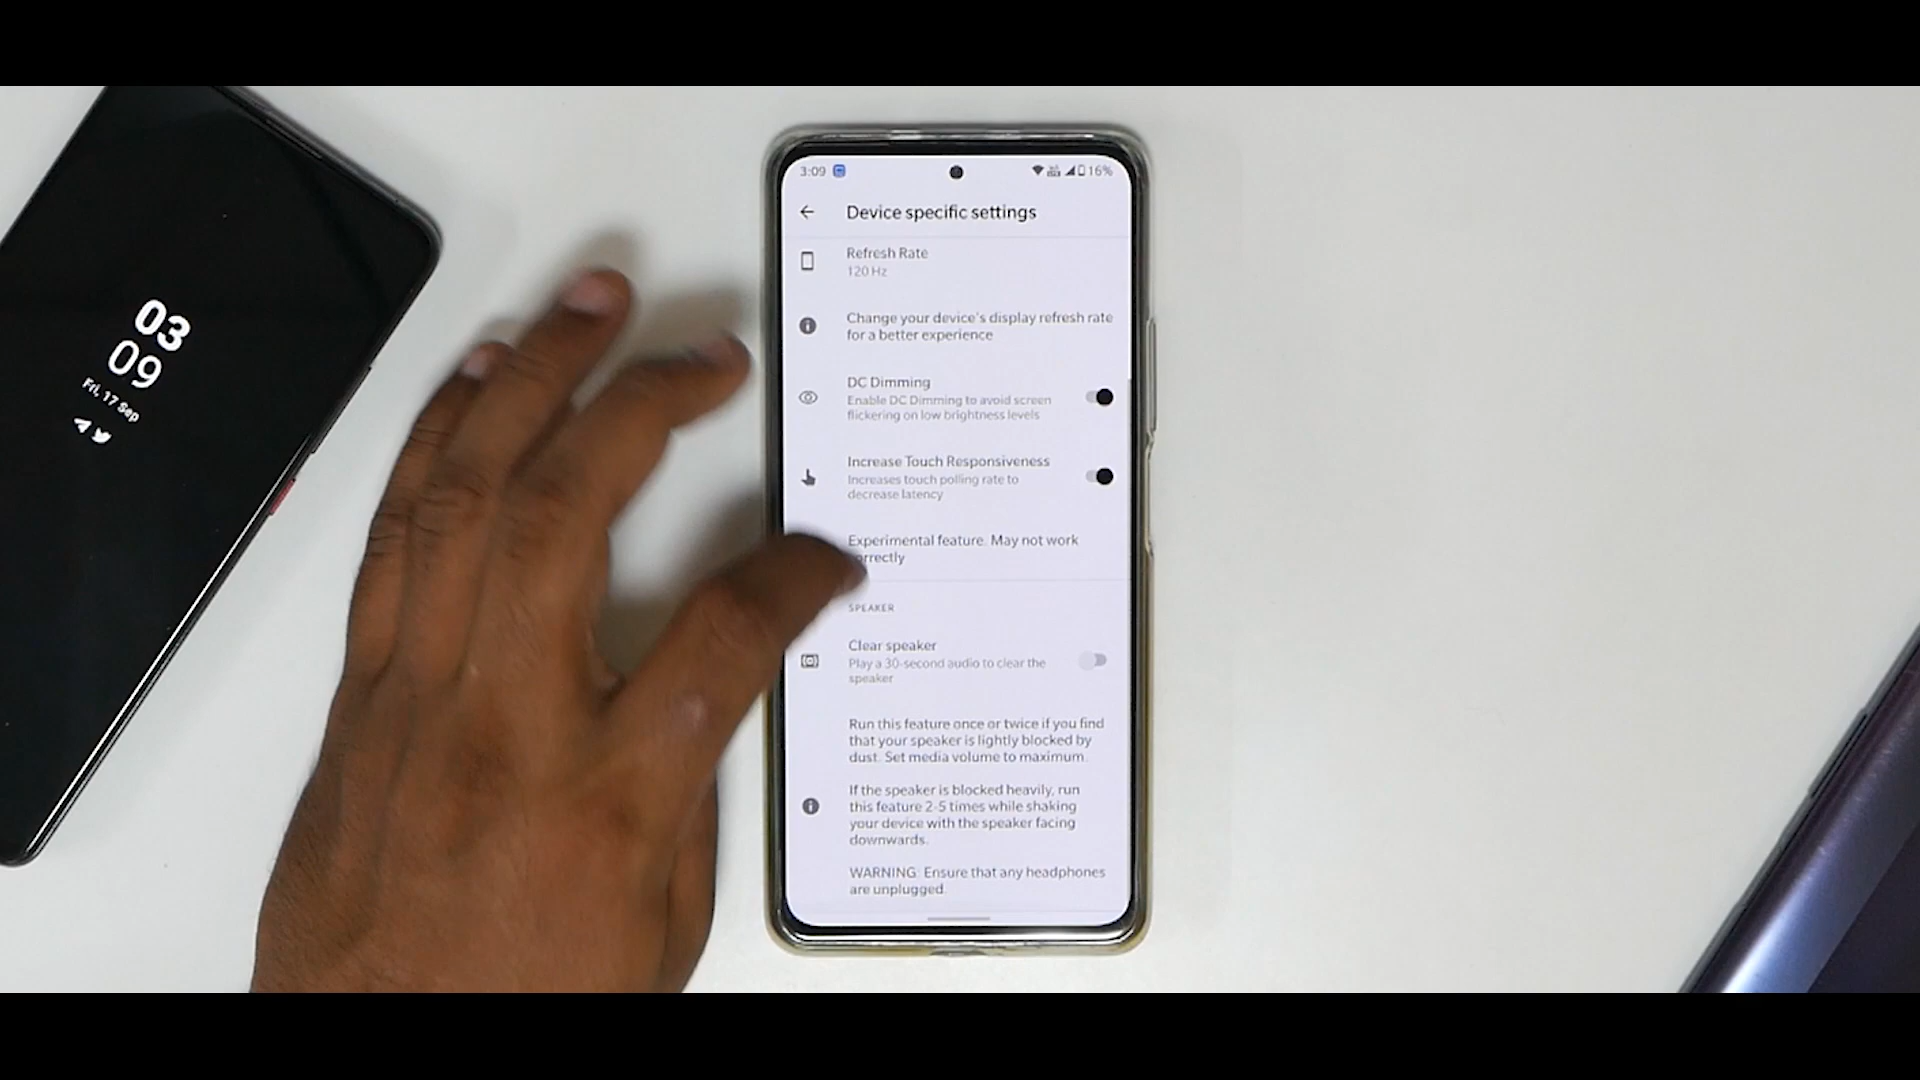 03
09
Fri, 17 Sep
3:09
16%
Device specific settings
Refresh Rate
120 Hz
Change your device's display refresh rate
for a better experience
DC Dimming
Enable DC Dimming to avoid screen
flickering on low brightness levels
Increase Touch Responsiveness
Increases touch polling rate to
decrease latency
Experimental feature. May not work
orrectly
SPEAKER
Clear speaker
Play a 30-second audio to clear the
speaker
Run this feature once or twice if you find
that your speaker is lightly blocked by
dust. Set media volume to maximum.
If the speaker is blocked heavily, run
this feature 2-5 times while shaking
your device with the speaker facing
downwards.
WARNING: Ensure that any headphones
are unplugged.